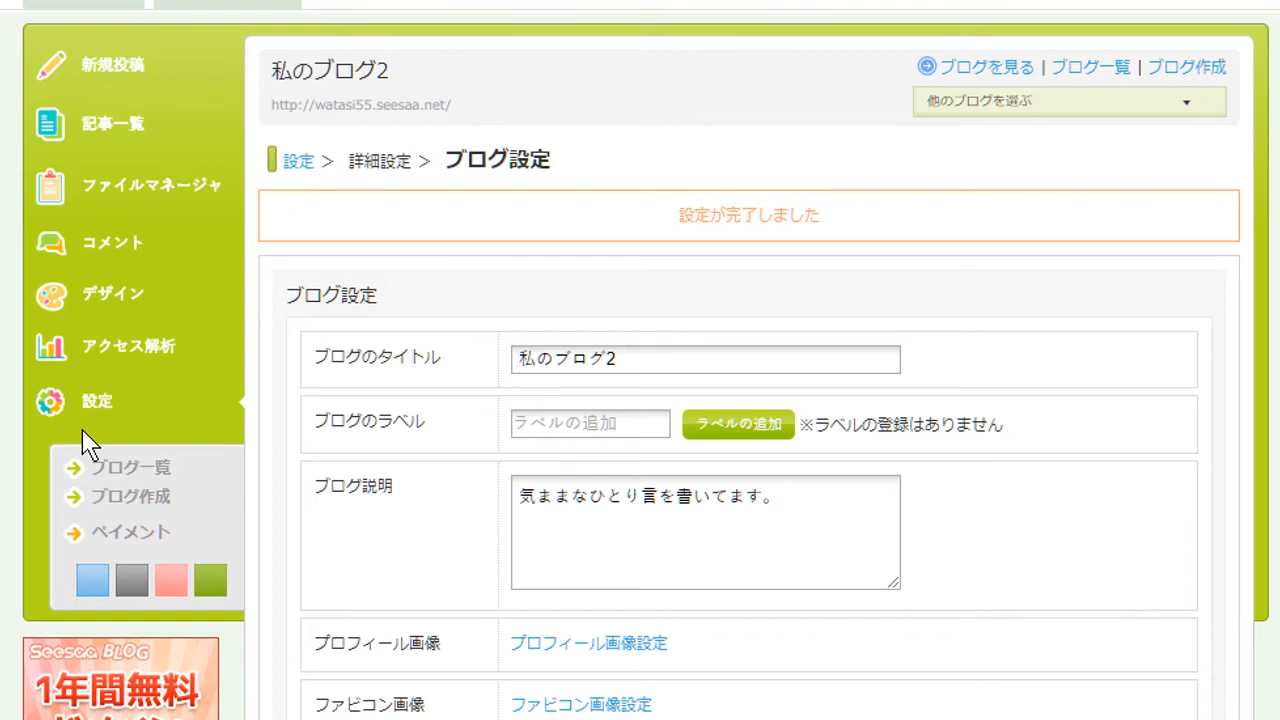 新規投稿
記事一覧
ファイルマネージャ
コメント
デザイン
アクセス解析
設定
ブログ一覧
ブログ作成
ペイメント
Seesaa BLOG
1年間無料
私のブログ2
http://watasi55.seesaa.net/
ブログを見る | ブログ一覧 | ブログ作成
他のブログを選ぶ
設定 > 詳細設定 > ブログ設定
設定が完了しました
ブログ設定
ブログのタイトル 私のブログ2
ブログのラベル ラベルの追加 ラベルの追加 ※ラベルの登録はありません
ブログ説明 気ままなひとり言を書いてます。
プロフィール画像 プロフィール画像設定
ファビコン画像 ファビコン画像設定